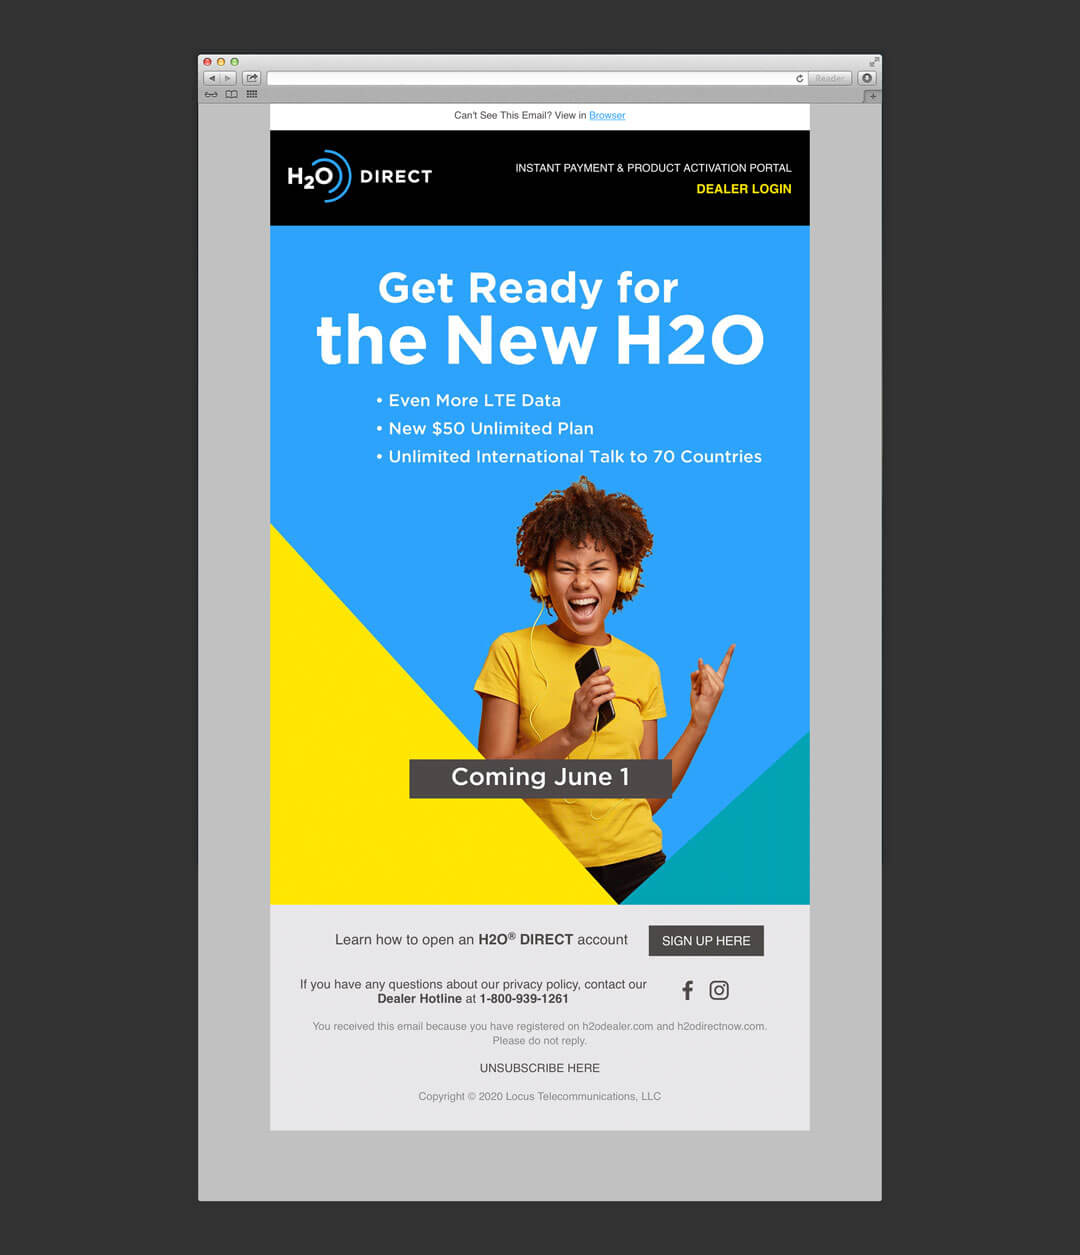 Reader
Can't See This Email? View in Browser
H2O DIRECT
INSTANT PAYMENT & PRODUCT ACTIVATION PORTAL
DEALER LOGIN
Get Ready for
the New H2O
• Even More LTE Data
• New $50 Unlimited Plan
• Unlimited International Talk to 70 Countries
Coming June 1
Learn how to open an H2O® DIRECT account
SIGN UP HERE
If you have any questions about our privacy policy, contact our
Dealer Hotline at 1-800-939-1261
You received this email because you have registered on h2odealer.com and h2odirectnow.com.
Please do not reply.
UNSUBSCRIBE HERE
Copyright © 2020 Locus Telecommunications, LLC